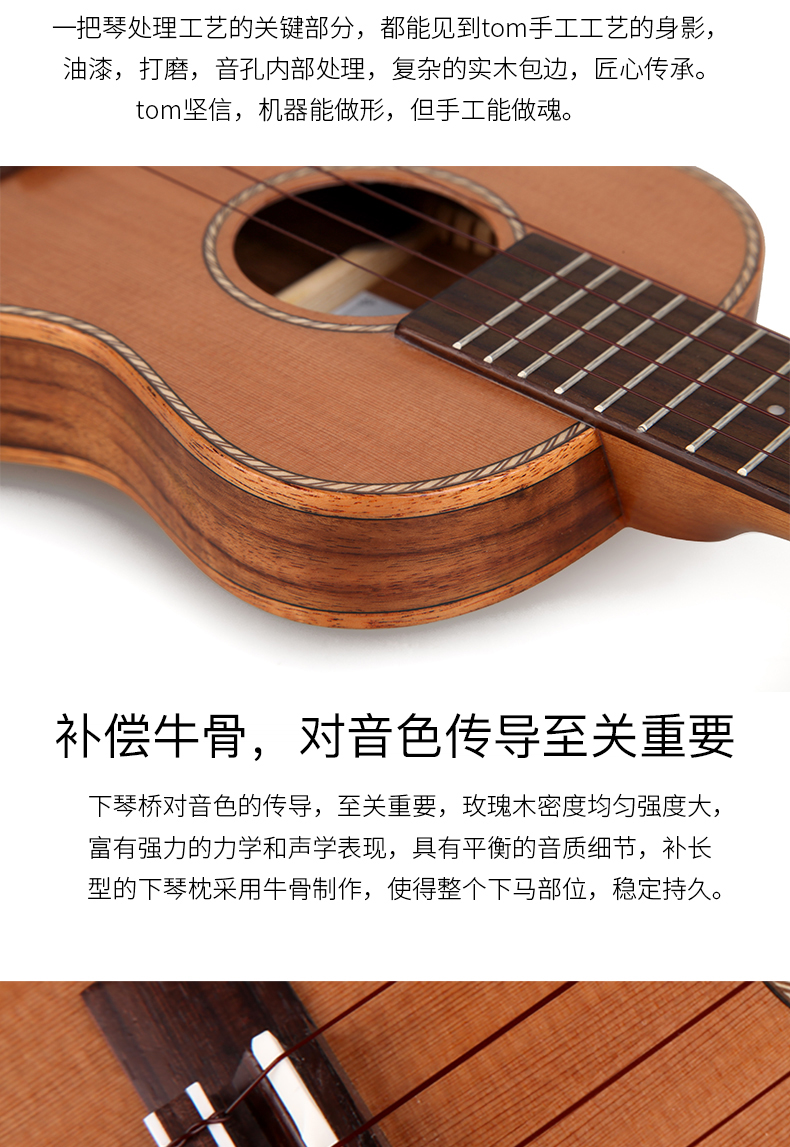 一把琴处理工艺的关键部分，都能见到tom手工工艺的身影，
油漆，打磨，音孔内部处理，复杂的实木包边，匠心传承。
tom坚信，机器能做形，但手工能做魂。
补偿牛骨，对音色传导至关重要
下琴桥对音色的传导，至关重要，玫瑰木密度均匀强度大，
富有强力的力学和声学表现，具有平衡的音质细节，补长
型的下琴枕采用牛骨制作，使得整个下马部位，稳定持久。